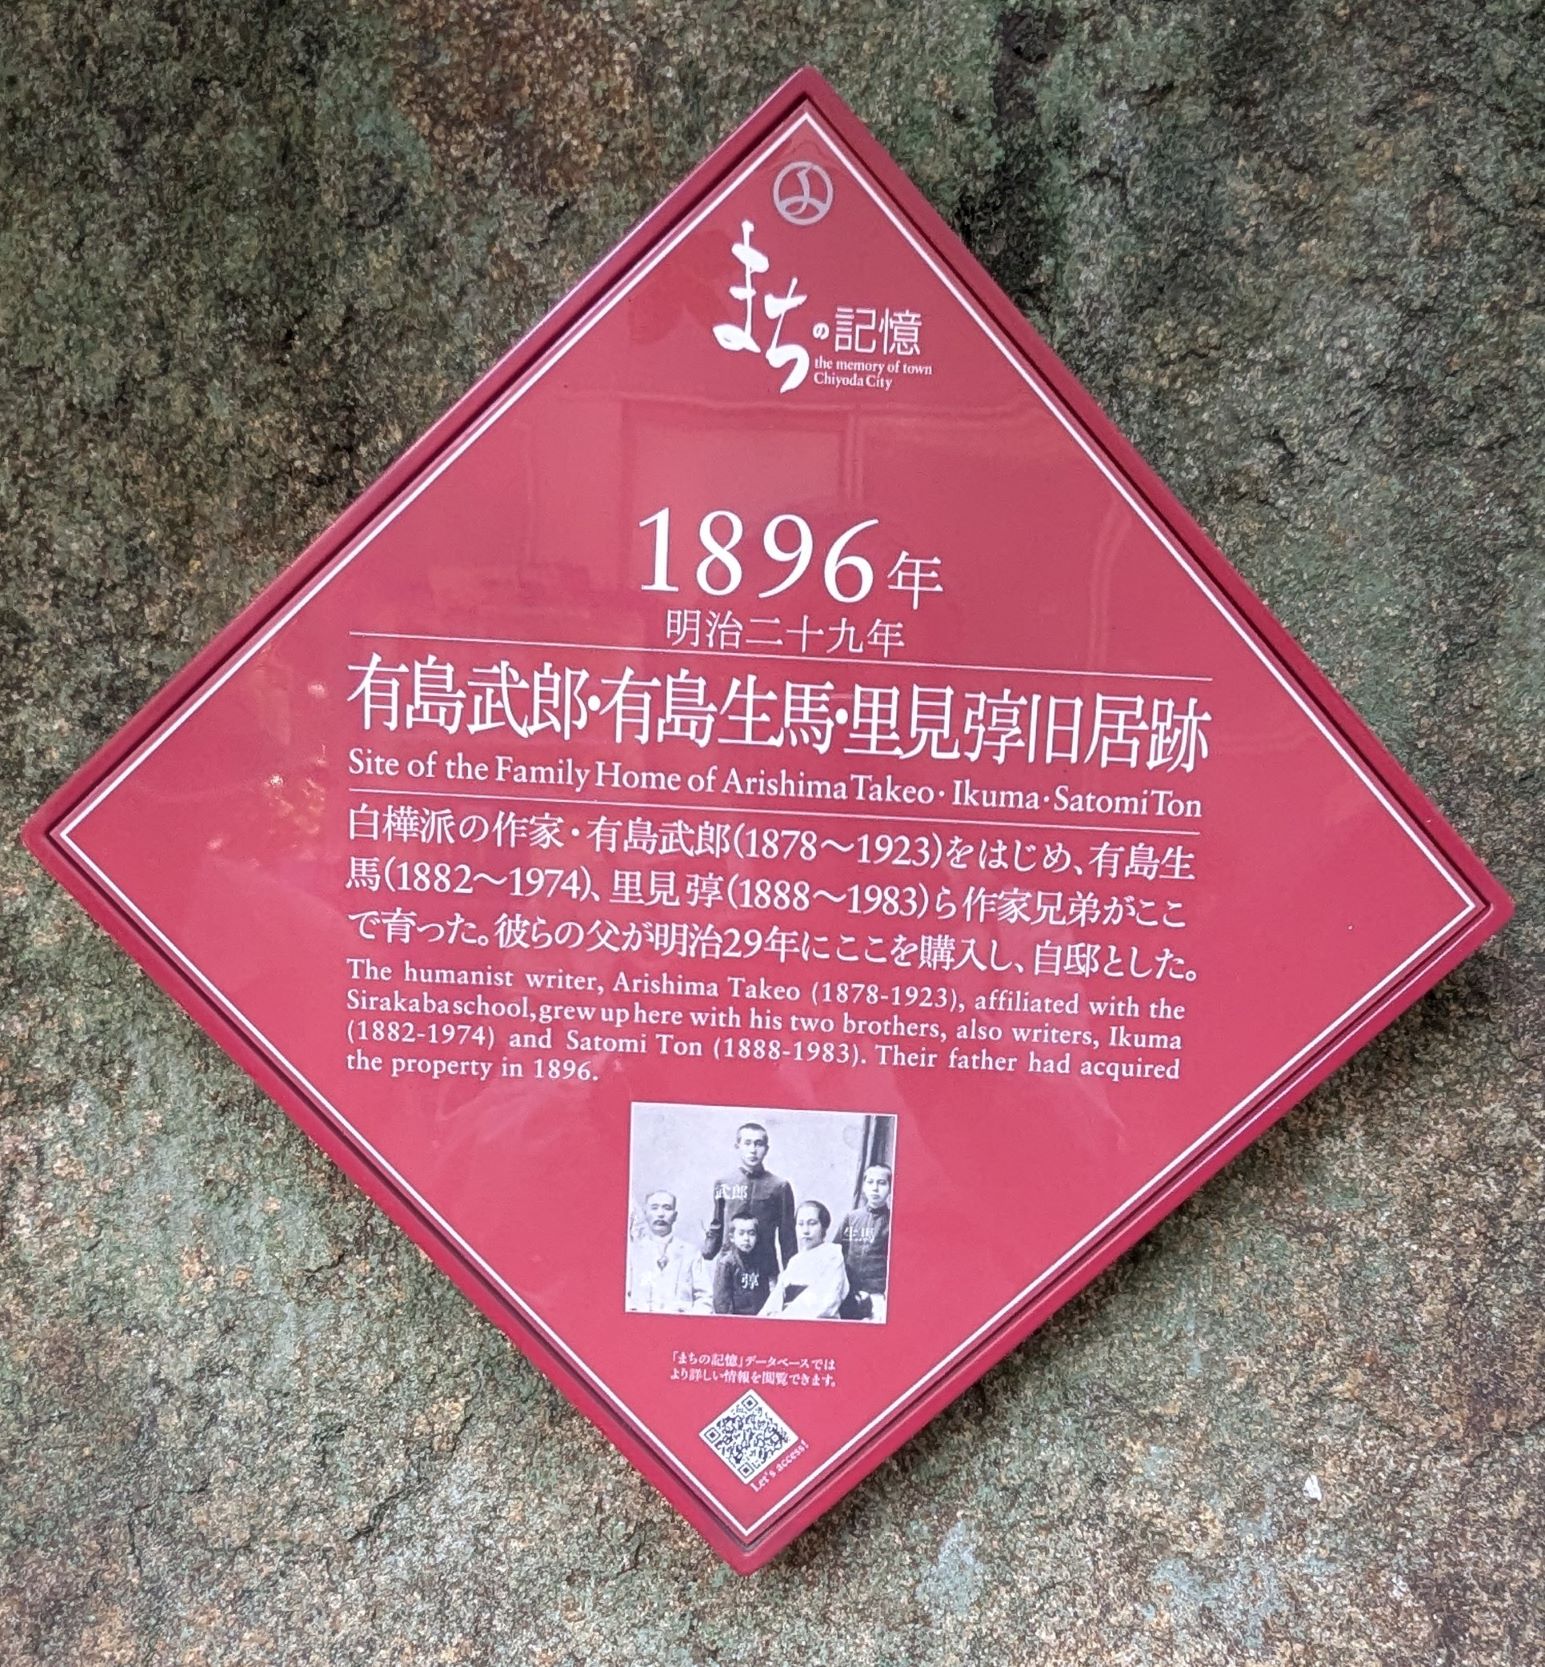 まちの記憶
the memory of town
Chiyoda City
1896年
明治二十九年
有島武郎・有島生馬・里見弴旧居跡
Site of the Family Home of Arishima Takeo・Ikuma・Satomi Ton
白樺派の作家・有島武郎(1878〜1923)をはじめ、有島生
馬(1882〜1974)、里見弴(1888〜1983)ら作家兄弟がここ
で育った。彼らの父が明治29年にここを購入し、自邸とした。
The humanist writer, Arishima Takeo (1878-1923), affiliated with the
Sirakaba school, grew up here with his two brothers, also writers, Ikuma
(1882-1974) and Satomi Ton (1888-1983). Their father had acquired
the property in 1896.
武郎
生馬
弴
「まちの記憶」データベースでは
より詳しい情報を閲覧できます。
Let's access!